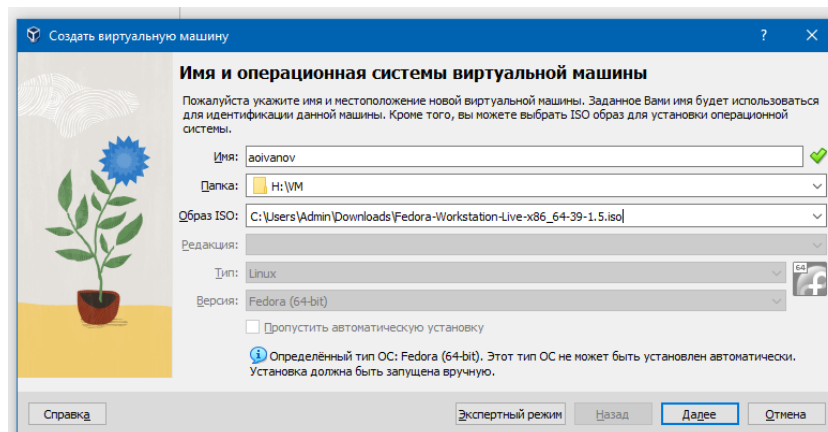 Создать виртуальную машину
Имя и операционная системы виртуальной машины
Пожалуйста укажите имя и местоположение новой виртуальной машины. Заданное Вами имя будет использоваться
для идентификации данной машины. Кроме того, вы можете выбрать ISO образ для установки операционной
системы.
Имя: aoivanov
Папка: H:\VM
Образ ISO: C:\Users\Admin\Downloads\Fedora-Workstation-Live-x86_64-39-1.5.iso
Редакция:
Тип: Linux
64
Версия: Fedora (64-bit)
Пропустить автоматическую установку
Определённый тип ОС: Fedora (64-bit). Этот тип ОС не может быть установлен автоматически.
Установка должна быть запущена вручную.
Справка Экспертный режим Назад Далее Отмена